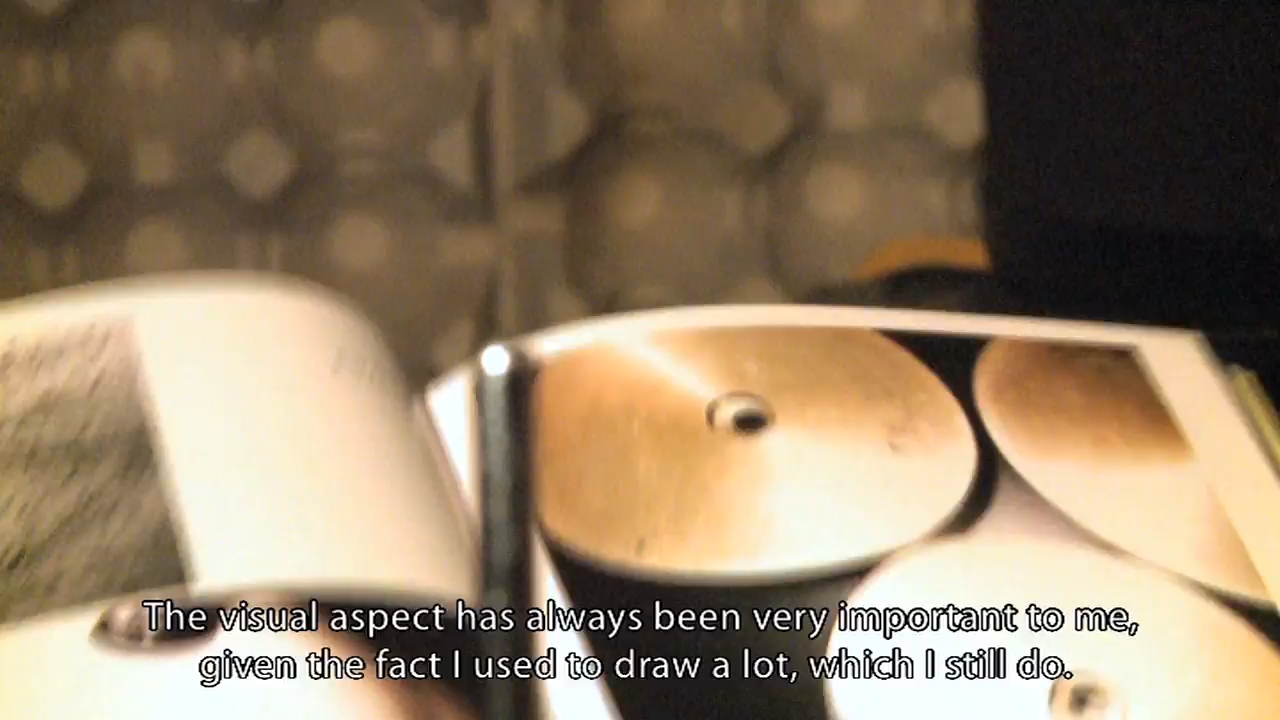 The visual aspect has always been very important to me,
given the fact I used to draw a lot, which I still do.